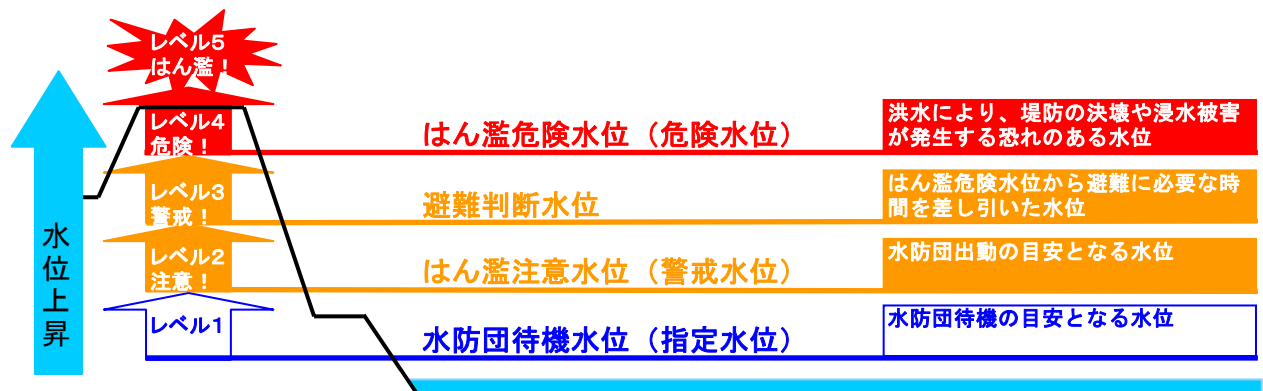 レベル５
はん濫！
レベル４
危険！
はん濫危険水位（危険水位）
洪水により、堤防の決壊や浸水被害
が発生する恐れのある水位
レベル３
警戒！
避難判断水位
はん濫危険水位から避難に必要な時
間を差し引いた水位
レベル２
注意！
はん濫注意水位（警戒水位）
水防団出動の目安となる水位
レベル１
水防団待機水位（指定水位）
水防団待機の目安となる水位
水位上昇